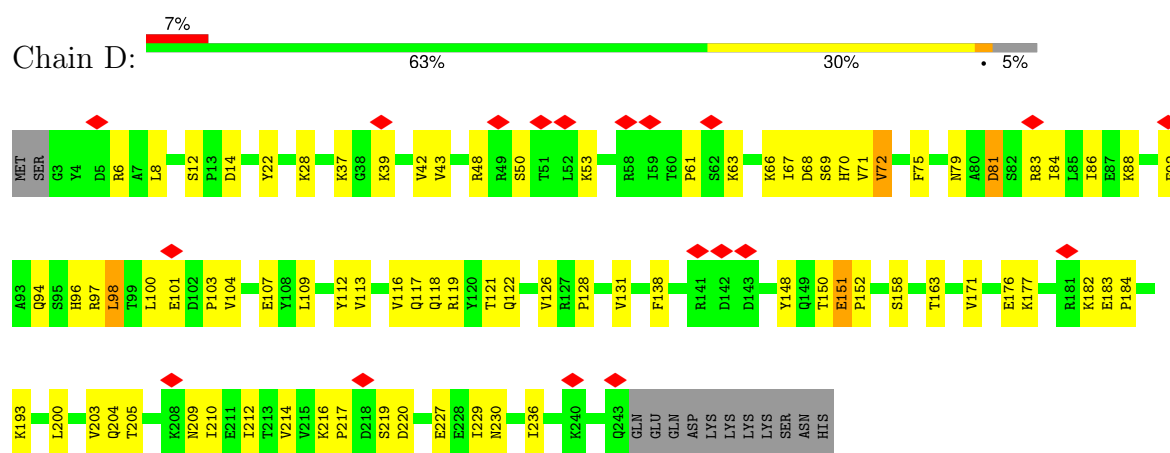 7%
Chain D:
63% 30% • 5%
MET SER G3 Y4 D5 R6 A7 L8 S12 P13 D14 Y22 K28 K37 G38 K39 V42 V43 R48 R49 S50 T51 L52 K53 R58 I59 T60 P61 S62 K63 K66 I67 D68 S69 H70 V71 V72 F75 N79 A80 D81 S82 R83 I84 L85 I86 E87 K88
A93 Q94 S95 H96 R97 L98 T99 L100 E101 D102 P103 V104 E107 Y108 L109 Y112 V113 V116 Q117 Q118 R119 Y120 T121 Q122 V126 R127 P128 V131 F138 R141 D142 D143 Y148 Q149 T150 E151 P152 S158 T163 V171 E176 K177 R181 K182 E183 P184
K193 L200 V203 Q204 T205 K208 N209 I210 E211 I212 T213 V214 V215 K216 P217 D218 S219 D220 E227 E228 I229 N230 I236 K240 Q243 GLN GLU GLN ASP LYS LYS LYS LYS SER ASN HIS